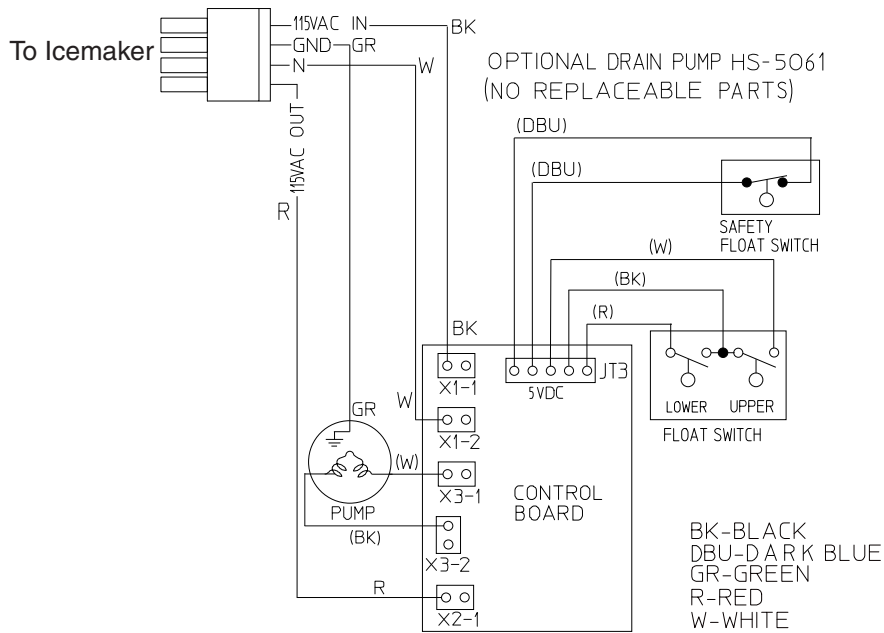 115VAC IN
BK
To Icemaker
GND
GR
N
W
OPTIONAL DRAIN PUMP HS-5061
(NO REPLACEABLE PARTS)
115VAC OUT
R
(DBU)
(DBU)
SAFETY
FLOAT SWITCH
(W)
(BK)
(R)
BK
JT3
5VDC
X1-1
LOWER UPPER
FLOAT SWITCH
W
GR
X1-2
(W)
X3-1
CONTROL
BOARD
PUMP
(BK)
X3-2
R
X2-1
BK-BLACK
DBU-DARK BLUE
GR-GREEN
R-RED
W-WHITE